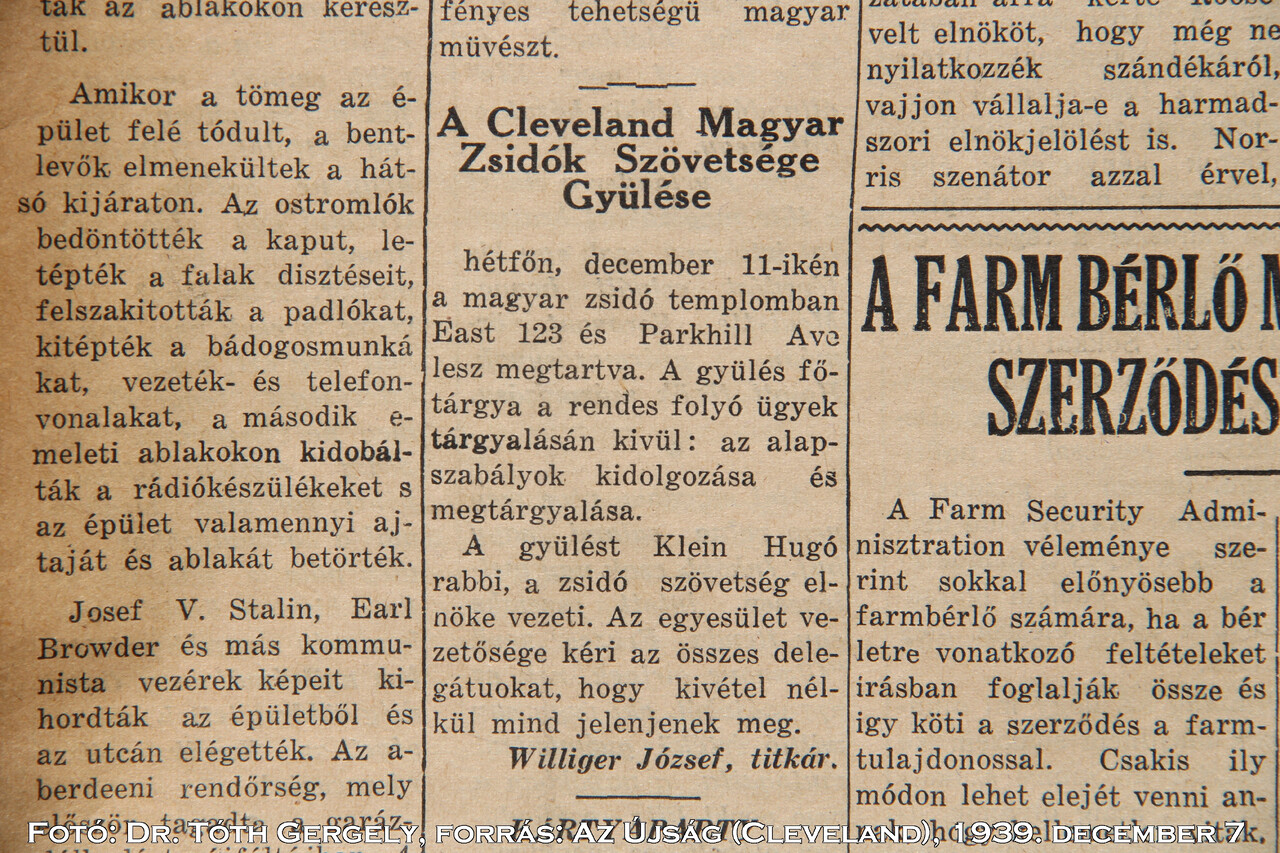 ták az ablakokon keresz-
tül.
Amikor a tömeg az é-
pület felé tódult, a bent-
levők elmenekültek a hát-
só kijáraton. Az ostromlók
bedöntötték a kaput, le-
tépték a falak disztéseit,
felszakitották a padlókat,
kitépték a bádogosmunká
kat, vezeték- és telefon-
vonalakat, a második e-
meleti ablakokon kidobál-
ták a rádiókészülékeket s
az épület valamennyi aj-
taját és ablakát betörték.
Josef V. Stalin, Earl
Browder és más kommu-
nista vezérek képeit ki-
hordták az épületből és
az utcán elégették. Az a-
berdeeni rendőrség, mely
fényes tehetségü magyar
müvészt.
A Cleveland Magyar
Zsidók Szövetsége
Gyülése
hétfőn, december 11-ikén
a magyar zsidó templomban
East 123 és Parkhill Ave
lesz megtartva. A gyülés fő-
tárgya a rendes folyó ügyek
tárgyalásán kivül: az alap-
szabályok kidolgozása és
megtárgyalása.
A gyülést Klein Hugó
rabbi, a zsidó szövetség el-
nöke vezeti. Az egyesület ve-
zetősége kéri az összes dele-
gátuokat, hogy kivétel nél-
kül mind jelenjenek meg.
Williger József, titkár.
velt elnököt, hogy még ne
nyilatkozzék szándékáról,
vajjon vállalja-e a harmad-
szori elnökjelölést is. Nor-
ris szenátor azzal érvel,
A FARM BÉRLŐ
SZERZŐDÉS
A Farm Security Admi-
nisztration véleménye sze-
rint sokkal előnyösebb a
farmbérlő számára, ha a bér
letre vonatkozó feltételeket
irásban foglalják össze és
igy köti a szerződés a farm-
tulajdonossal. Csakis ily
módon lehet elejét venni an-
Fotó: Dr. Tóth Gergely, forrás: Az Újság (Cleveland), 1939. december 7